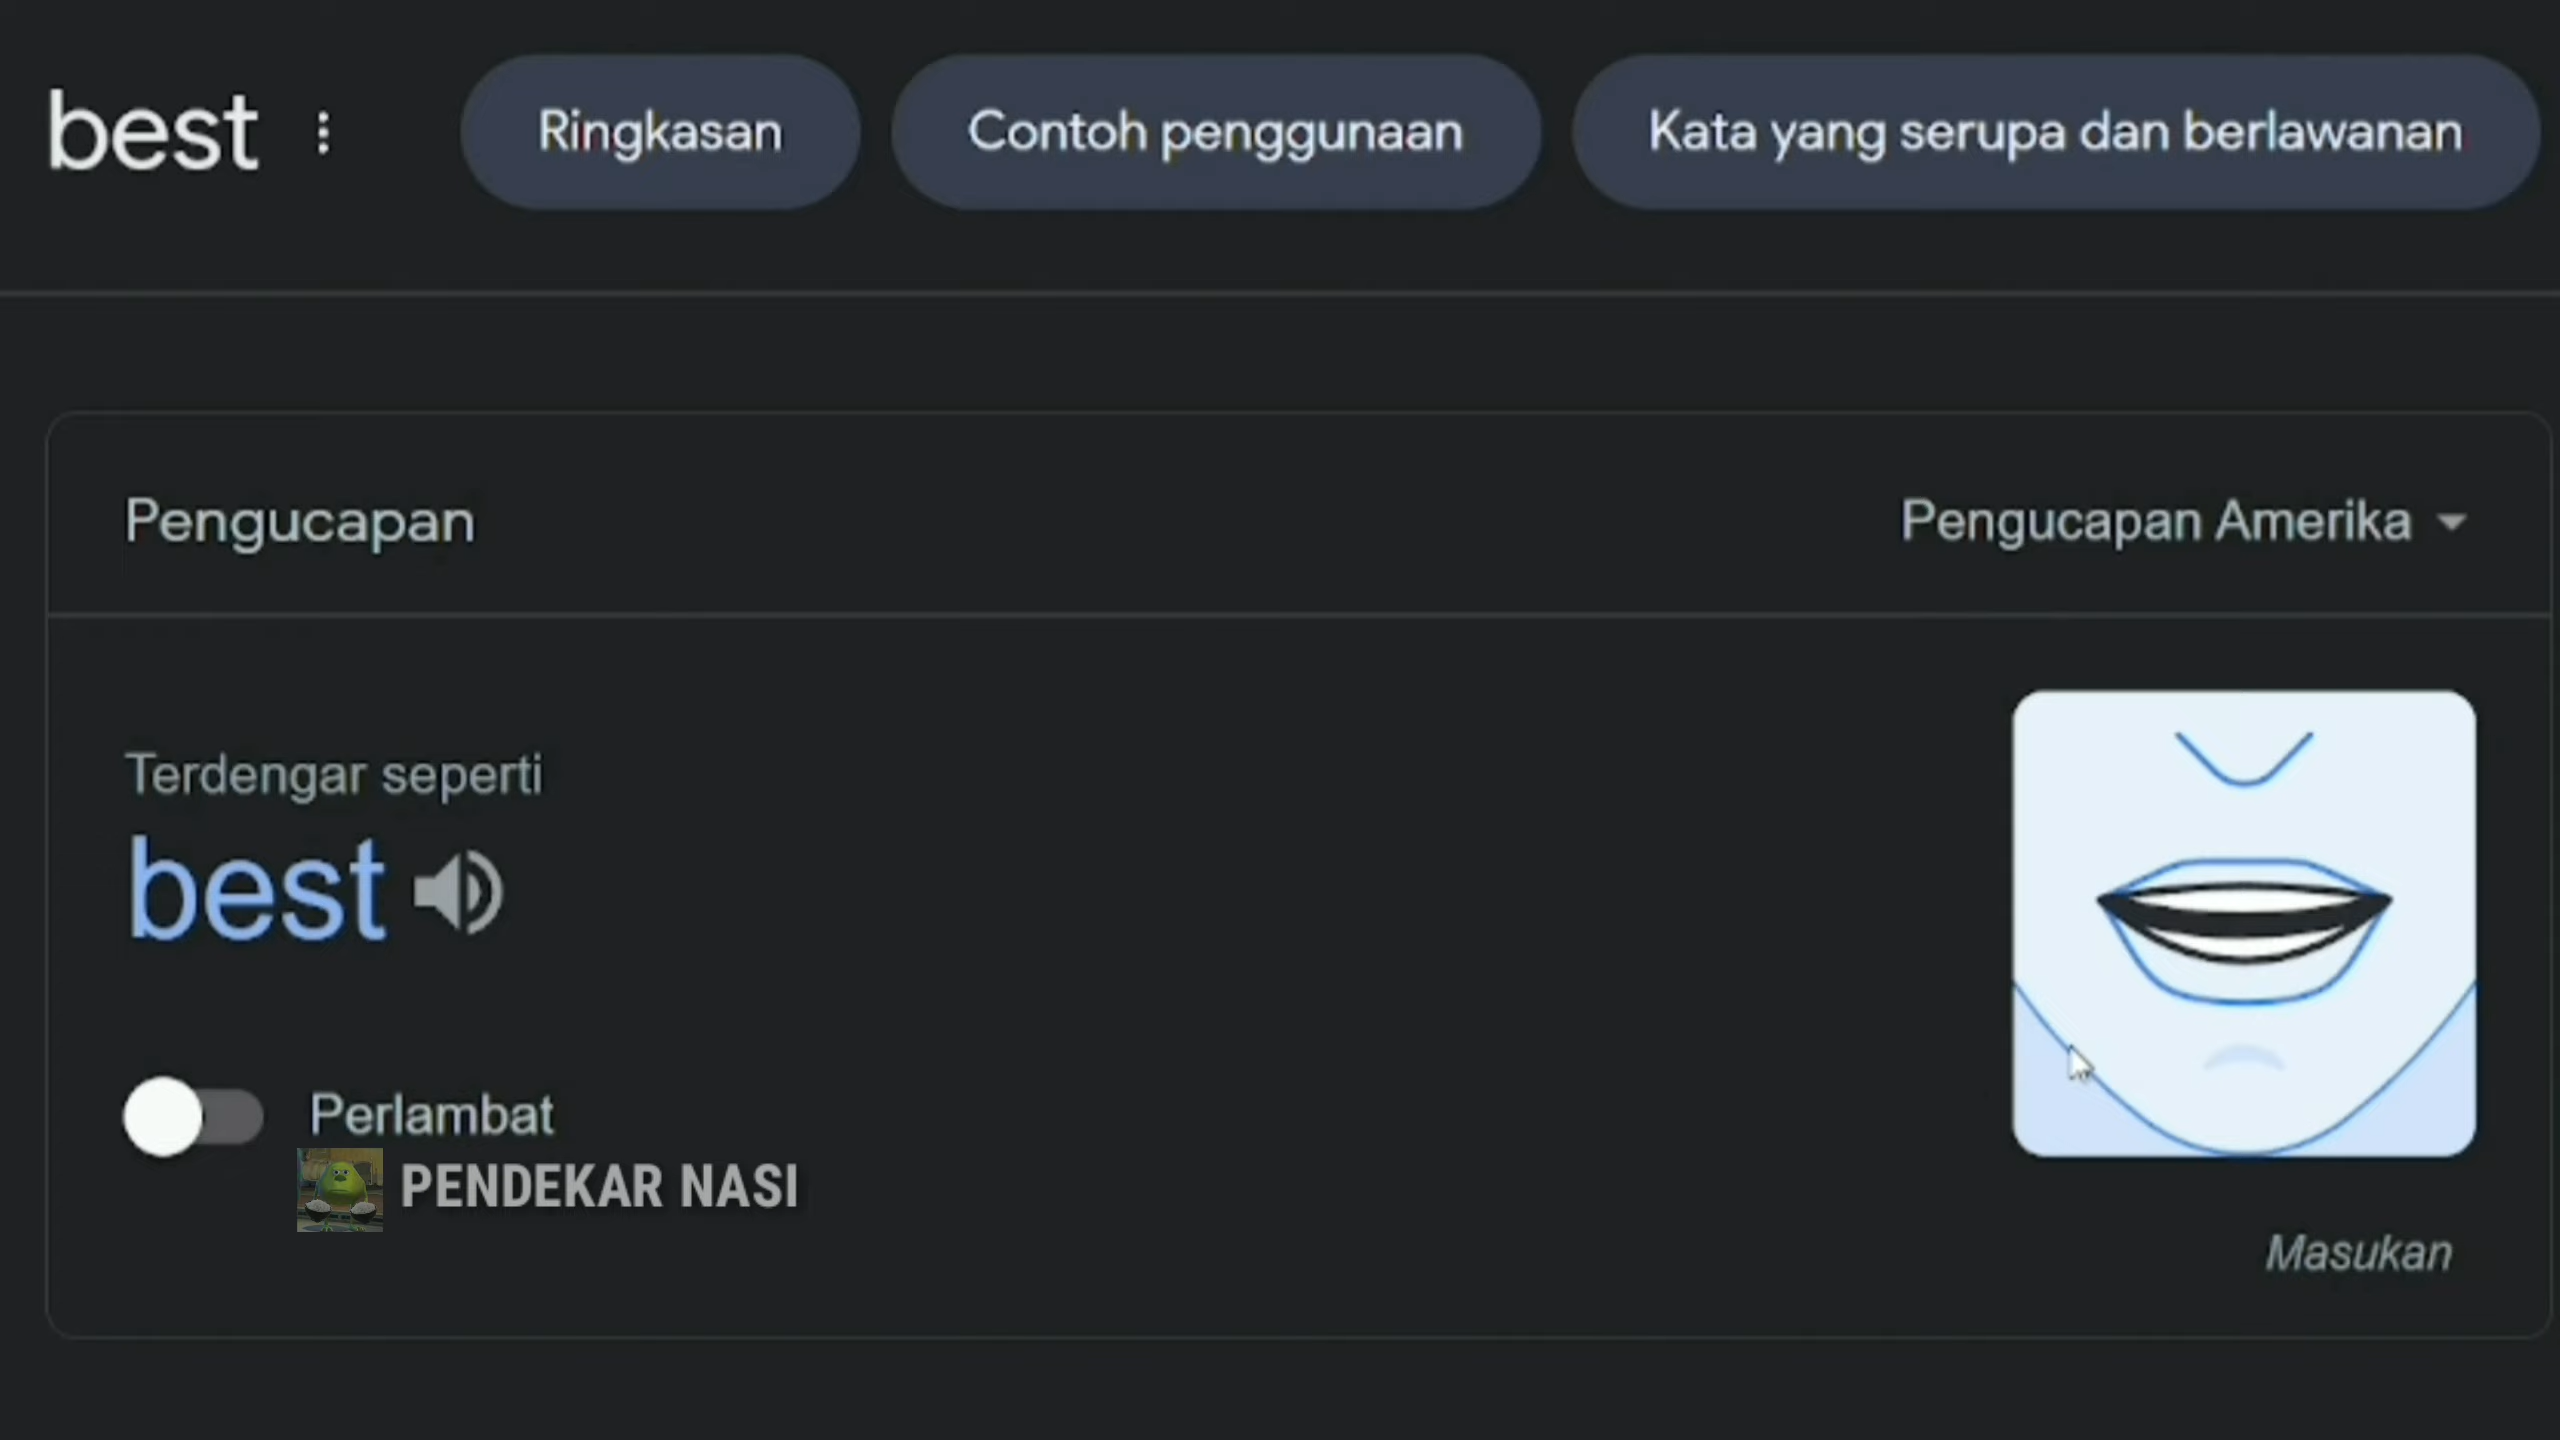 best
Ringkasan
Contoh penggunaan
Kata yang serupa dan berlawanan
Pengucapan
Pengucapan Amerika
Terdengar seperti
best
Perlambat
PENDEKAR NASI
Masukan